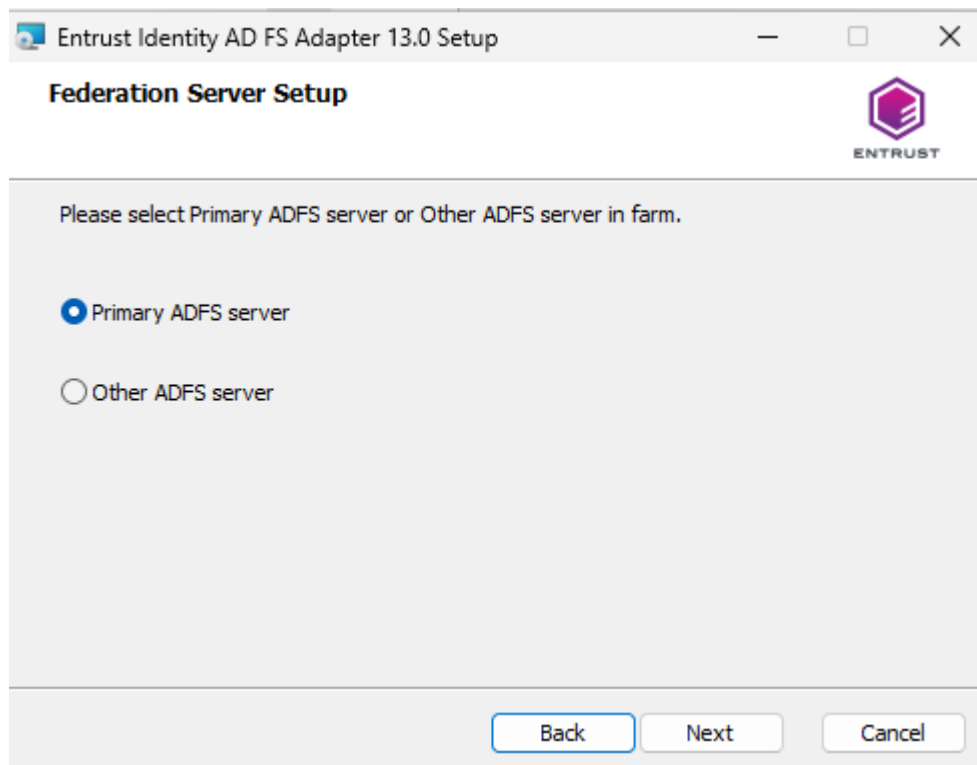 Entrust Identity AD FS Adapter 13.0 Setup
Federation Server Setup
ENTRUST
Please select Primary ADFS server or Other ADFS server in farm.
Primary ADFS server
Other ADFS server
Back Next Cancel